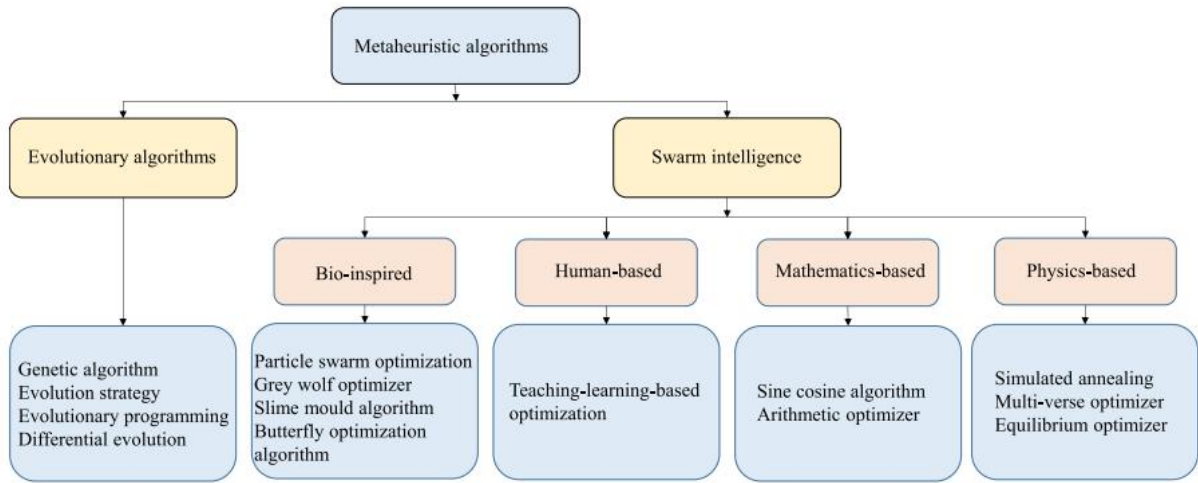 Metaheuristic algorithms
Evolutionary algorithms
Swarm intelligence
Bio-inspired
Human-based
Mathematics-based
Physics-based
Genetic algorithm
Evolution strategy
Evolutionary programming
Differential evolution
Particle swarm optimization
Grey wolf optimizer
Slime mould algorithm
Butterfly optimization
algorithm
Teaching-learning-based
optimization
Sine cosine algorithm
Arithmetic optimizer
Simulated annealing
Multi-verse optimizer
Equilibrium optimizer